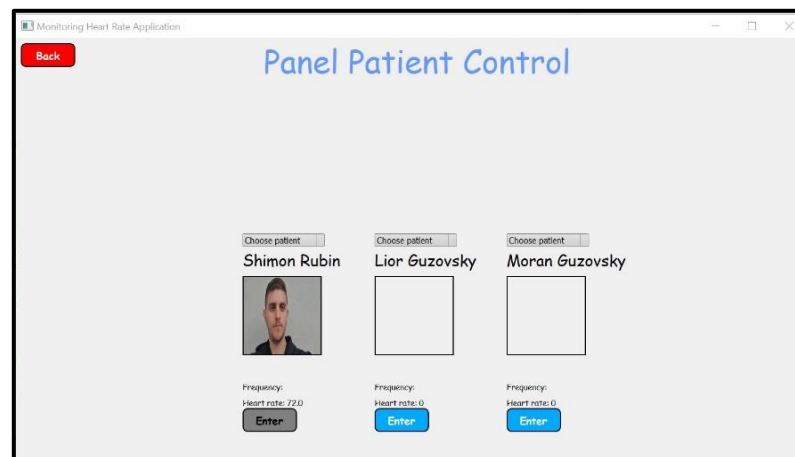 Monitoring Heart Rate Application
Back
Panel Patient Control
Choose patient Choose patient Choose patient
Shimon Rubin Lior Guzovsky Moran Guzovsky
Frequency: Frequency: Frequency:
Heart rate: 72.0 Heart rate: 0 Heart rate: 0
Enter Enter Enter